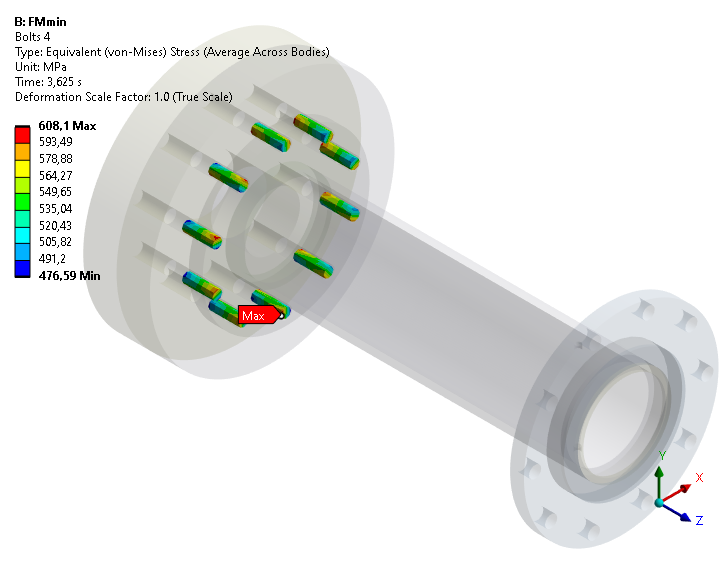 B: FMmin
Bolts 4
Type: Equivalent (von-Mises) Stress (Average Across Bodies)
Unit: MPa
Time: 3,625 s
Deformation Scale Factor: 1.0 (True Scale)
608,1 Max
593,49
578,88
564,27
549,65
535,04
520,43
505,82
491,2
476,59 Min
Max
Y
X
Z